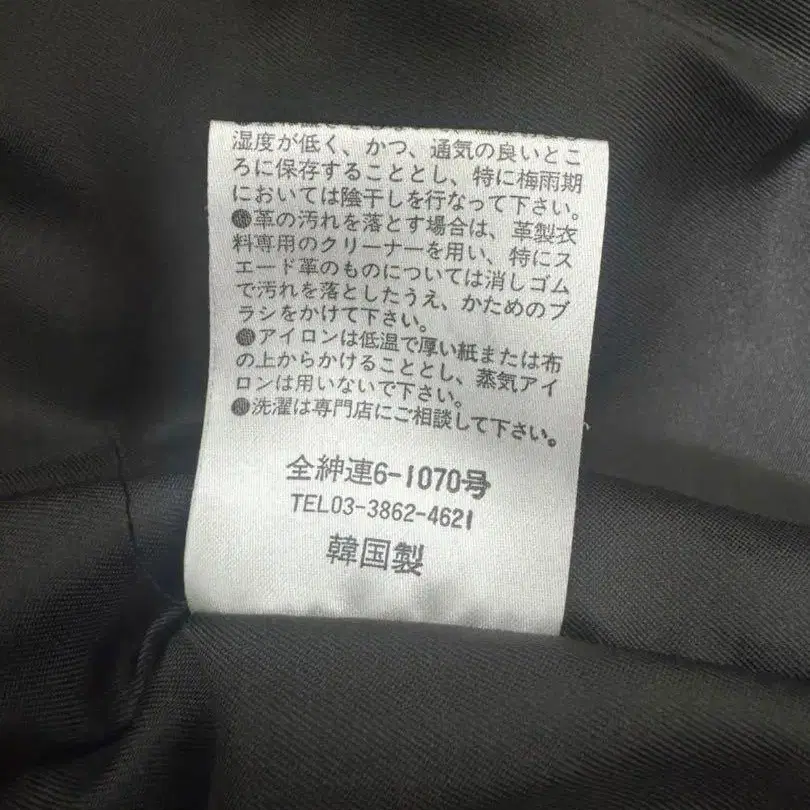 湿度が低く、かつ、通気の良いとこ
ろに保存することとし、特に梅雨期
においては陰干しを行なって下さい。
●革の汚れを落とす場合は、革製衣
料専用のクリーナーを用い、特にス
エード革のものについては消しゴム
で汚れを落としたうえ、かためのブ
ラシをかけて下さい。
●アイロンは低温で厚い紙または布
の上からかけることとし、蒸気アイ
ロンは用いないで下さい。
●洗濯は専門店にご相談して下さい。
全紳連6-1070号
TEL03-3862-4621
韓国製